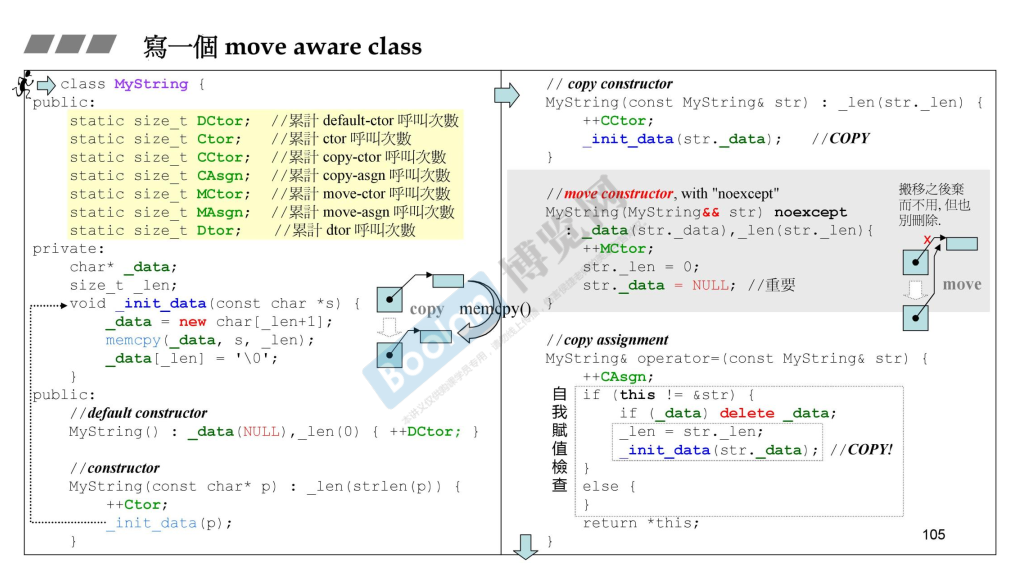 寫一個 move aware class
class MyString {
public:
static size_t DCtor; //累計 default-ctor 呼叫次數
static size_t Ctor; //累計 ctor 呼叫次數
static size_t CCtor; //累計 copy-ctor 呼叫次數
static size_t CAsgn; //累計 copy-asgn 呼叫次數
static size_t MCtor; //累計 move-ctor 呼叫次數
static size_t MAsgn; //累計 move-asgn 呼叫次數
static size_t Dtor; //累計 dtor 呼叫次數
private:
char* _data;
size_t _len;
void _init_data(const char *s) {
_data = new char[_len+1];
memcpy(_data, s, _len);
_data[_len] = '\0';
}
copy memcpy()
public:
//default constructor
MyString() : _data(NULL),_len(0) { ++DCtor; }
//constructor
MyString(const char* p) : _len(strlen(p)) {
++Ctor;
_init_data(p);
}
// copy constructor
MyString(const MyString& str) : _len(str._len) {
++CCtor;
_init_data(str._data); //COPY
}
//move constructor, with "noexcept"
MyString(MyString&& str) noexcept
: _data(str._data),_len(str._len){
++MCtor;
str._len = 0;
str._data = NULL; //重要
}
搬移之後棄
而不用, 但也
別刪除.
x
move
//copy assignment
MyString& operator=(const MyString& str) {
++CAsgn;
自我賦值檢查
if (this != &str) {
if (_data) delete _data;
_len = str._len;
_init_data(str._data); //COPY!
}
else {
}
return *this;
}
105
Boolan 博览网